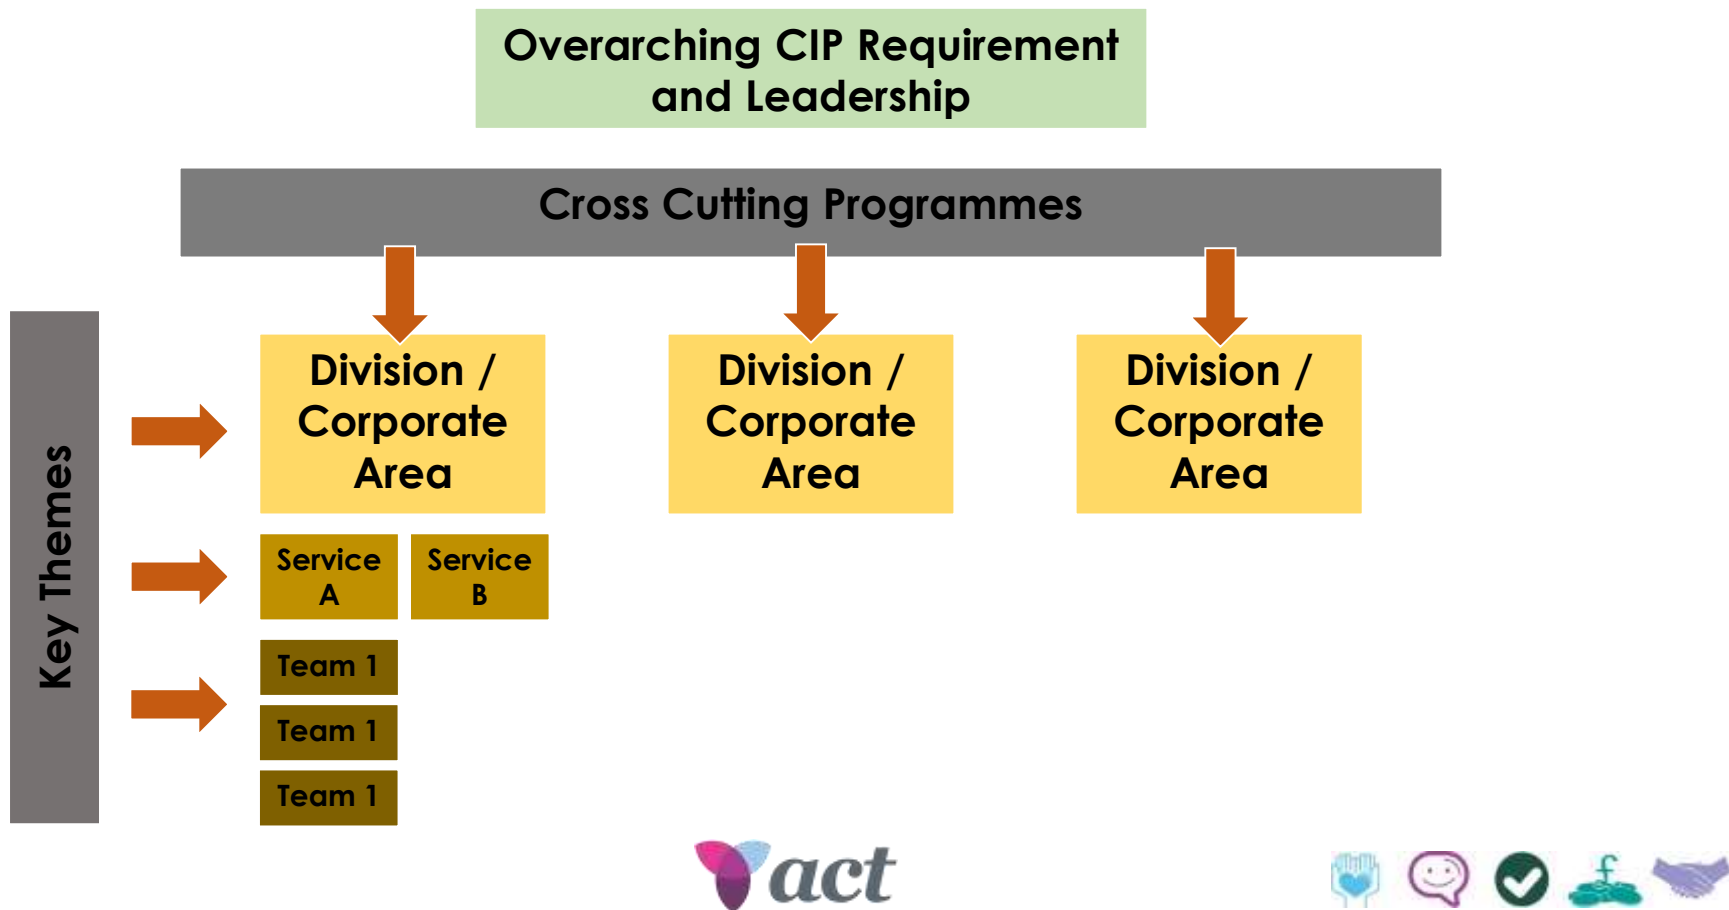 Overarching CIP Requirement
and Leadership
Cross Cutting Programmes
Key Themes
Division /
Corporate
Area
Division /
Corporate
Area
Division /
Corporate
Area
Service
A
Service
B
Team 1
Team 1
Team 1
act
£